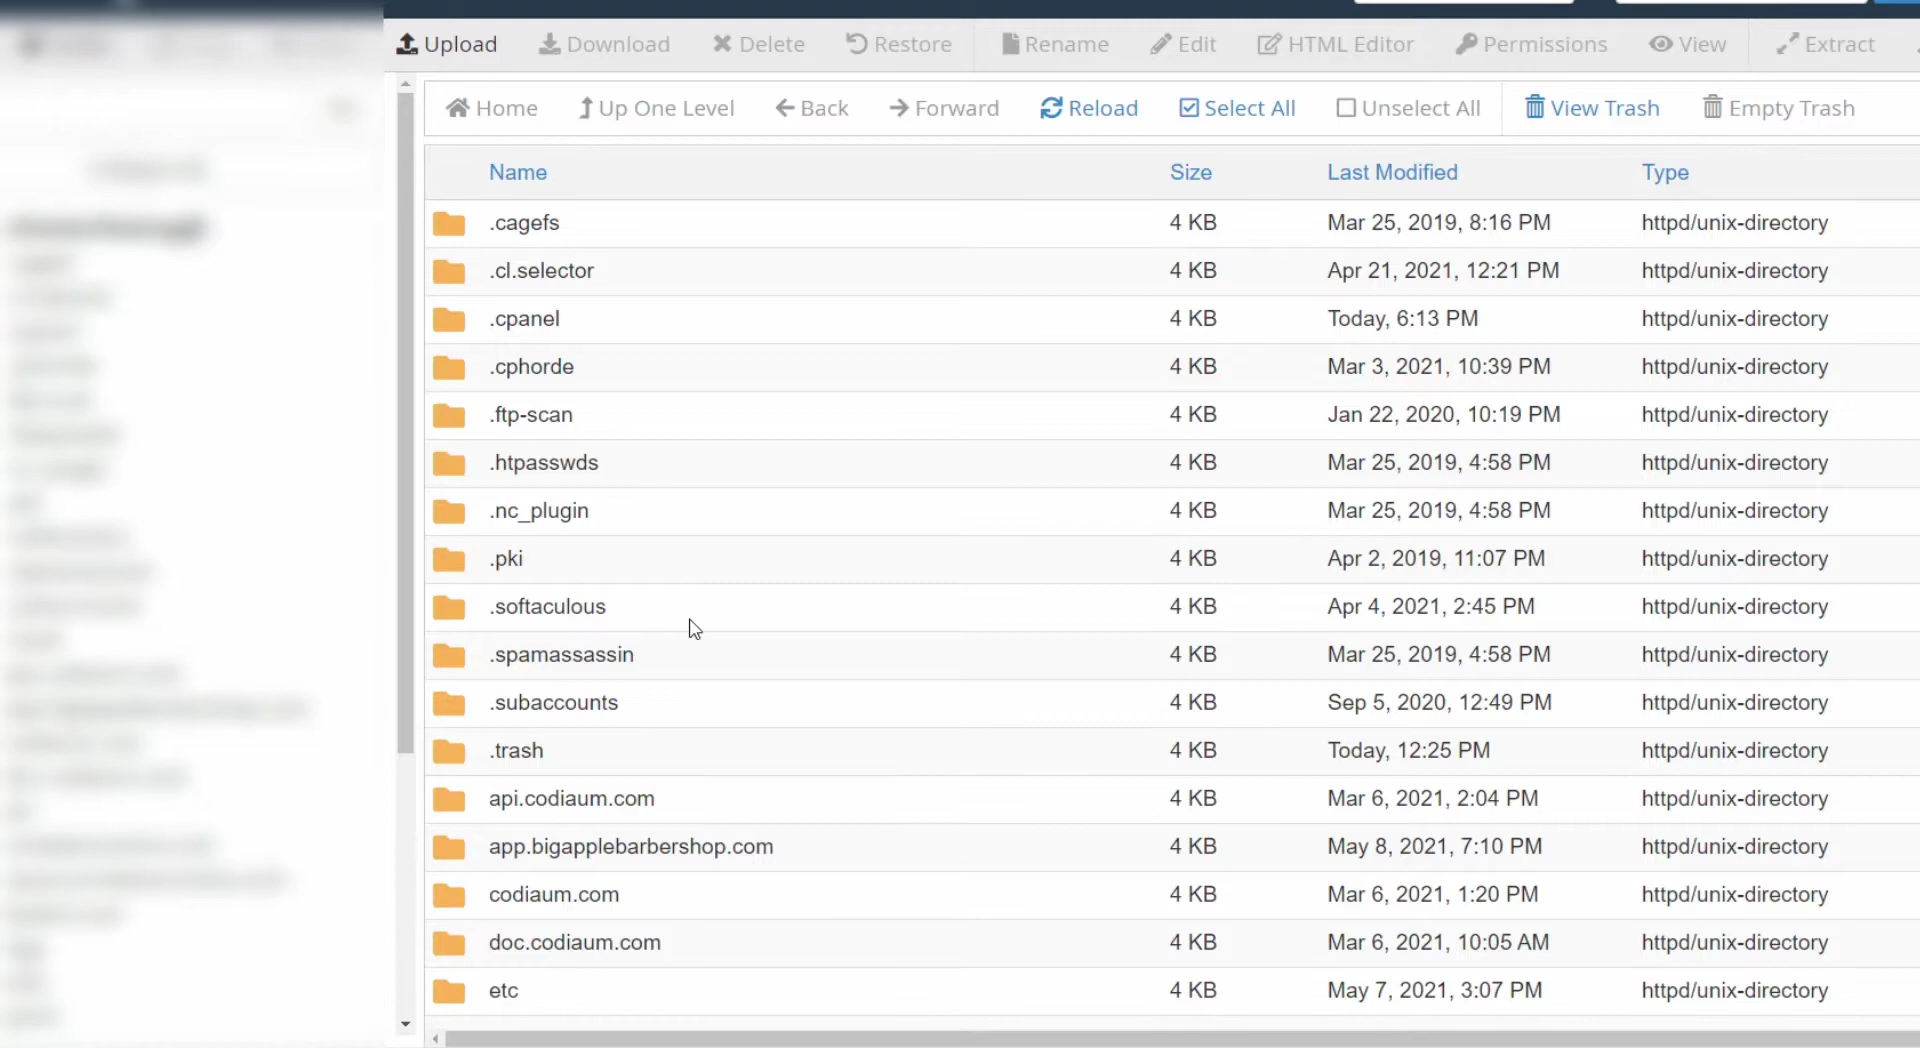 Upload Download Delete Restore Rename Edit HTML Editor Permissions View Extract
Home Up One Level Back Forward Reload Select All Unselect All View Trash Empty Trash
Name Size Last Modified Type
.cagefs 4 KB Mar 25, 2019, 8:16 PM httpd/unix-directory
.cl.selector 4 KB Apr 21, 2021, 12:21 PM httpd/unix-directory
.cpanel 4 KB Today, 6:13 PM httpd/unix-directory
.cphorde 4 KB Mar 3, 2021, 10:39 PM httpd/unix-directory
.ftp-scan 4 KB Jan 22, 2020, 10:19 PM httpd/unix-directory
.htpasswds 4 KB Mar 25, 2019, 4:58 PM httpd/unix-directory
.nc_plugin 4 KB Mar 25, 2019, 4:58 PM httpd/unix-directory
.pki 4 KB Apr 2, 2019, 11:07 PM httpd/unix-directory
.softaculous 4 KB Apr 4, 2021, 2:45 PM httpd/unix-directory
.spamassassin 4 KB Mar 25, 2019, 4:58 PM httpd/unix-directory
.subaccounts 4 KB Sep 5, 2020, 12:49 PM httpd/unix-directory
.trash 4 KB Today, 12:25 PM httpd/unix-directory
api.codiaum.com 4 KB Mar 6, 2021, 2:04 PM httpd/unix-directory
app.bigapplebarbershop.com 4 KB May 8, 2021, 7:10 PM httpd/unix-directory
codiaum.com 4 KB Mar 6, 2021, 1:20 PM httpd/unix-directory
doc.codiaum.com 4 KB Mar 6, 2021, 10:05 AM httpd/unix-directory
etc 4 KB May 7, 2021, 3:07 PM httpd/unix-directory